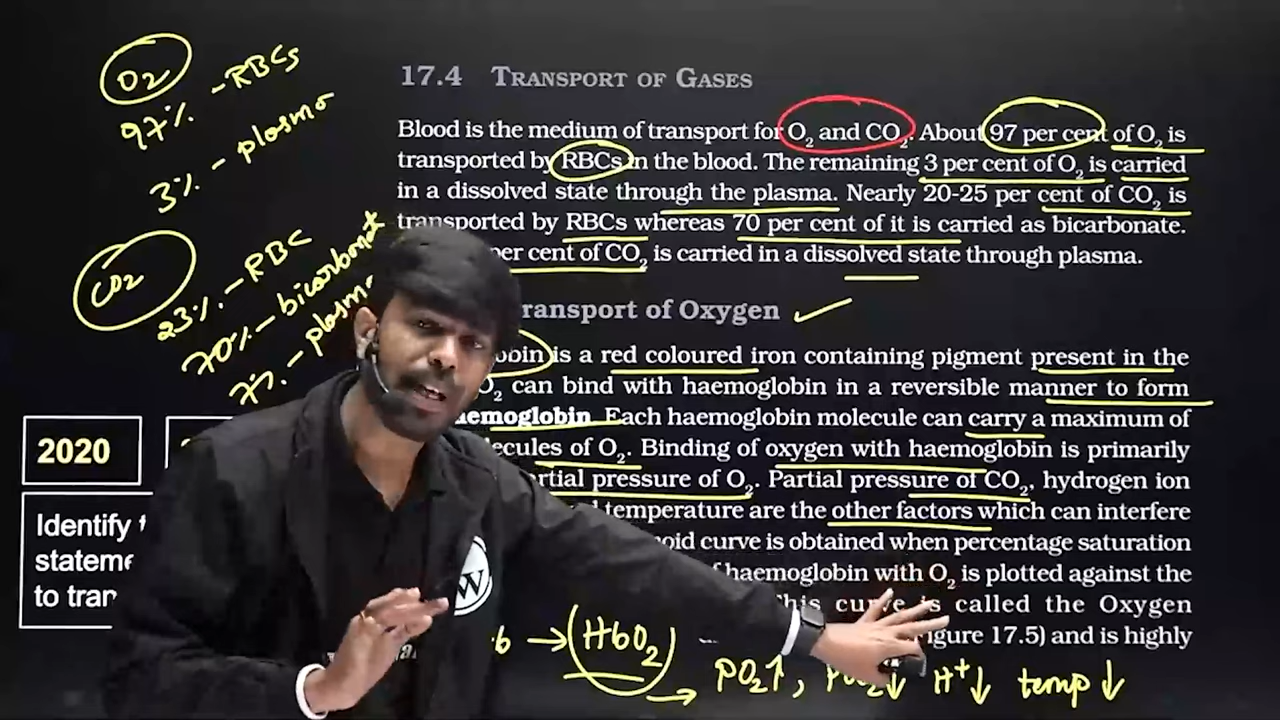 O2
97% - RBCs
3% - plasma
CO2
23% - RBC
70% - bicarbonat
7% - plasm
17.4 TRANSPORT OF GASES
Blood is the medium of transport for O2 and CO2. About 97 per cent of O2 is
transported by RBCs in the blood. The remaining 3 per cent of O2 is carried
in a dissolved state through the plasma. Nearly 20-25 per cent of CO2 is
transported by RBCs whereas 70 per cent of it is carried as bicarbonate.
per cent of CO2 is carried in a dissolved state through plasma.
ransport of Oxygen
obin is a red coloured iron containing pigment present in the
O2 can bind with haemoglobin in a reversible manner to form
emoglobin. Each haemoglobin molecule can carry a maximum of
ecules of O2. Binding of oxygen with haemoglobin is primarily
rtial pressure of O2. Partial pressure of CO2, hydrogen ion
temperature are the other factors which can interfere
oid curve is obtained when percentage saturation
haemoglobin with O2 is plotted against the
his curve is called the Oxygen
igure 17.5) and is highly
b → (HbO2)
→ PO2↑, ↓ H+↓ temp↓
2020
Identify
stateme
to tran
W